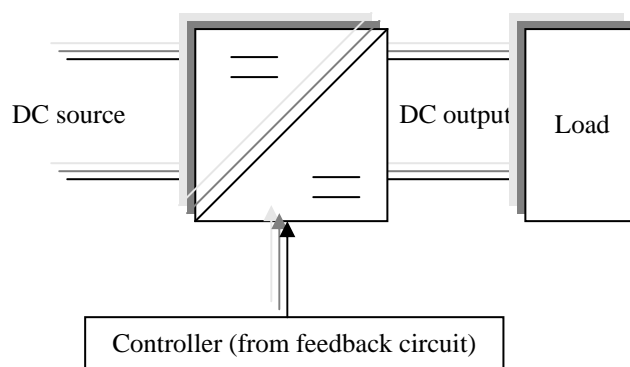 DC source
DC output
Load
Controller (from feedback circuit)